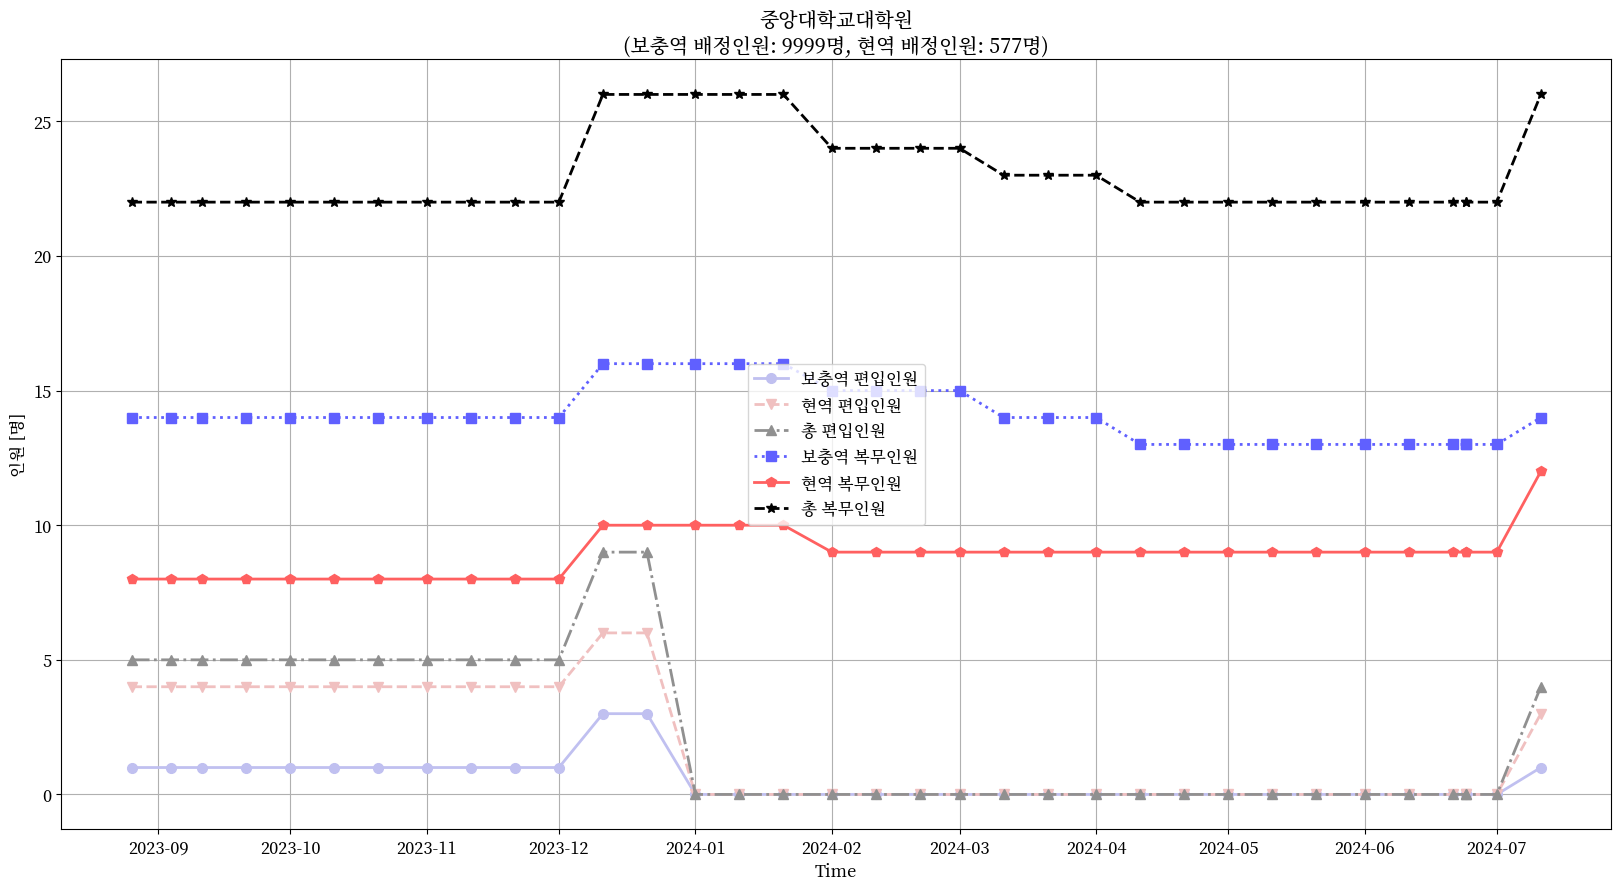 중앙대학교대학원
(보충역 배정인원: 9999명, 현역 배정인원: 577명)
인원 [명]
25
20
15
10
5
0
보충역 편입인원
현역 편입인원
총 편입인원
보충역 복무인원
현역 복무인원
총 복무인원
2023-09 2023-10 2023-11 2023-12 2024-01 2024-02 2024-03 2024-04 2024-05 2024-06 2024-07
Time